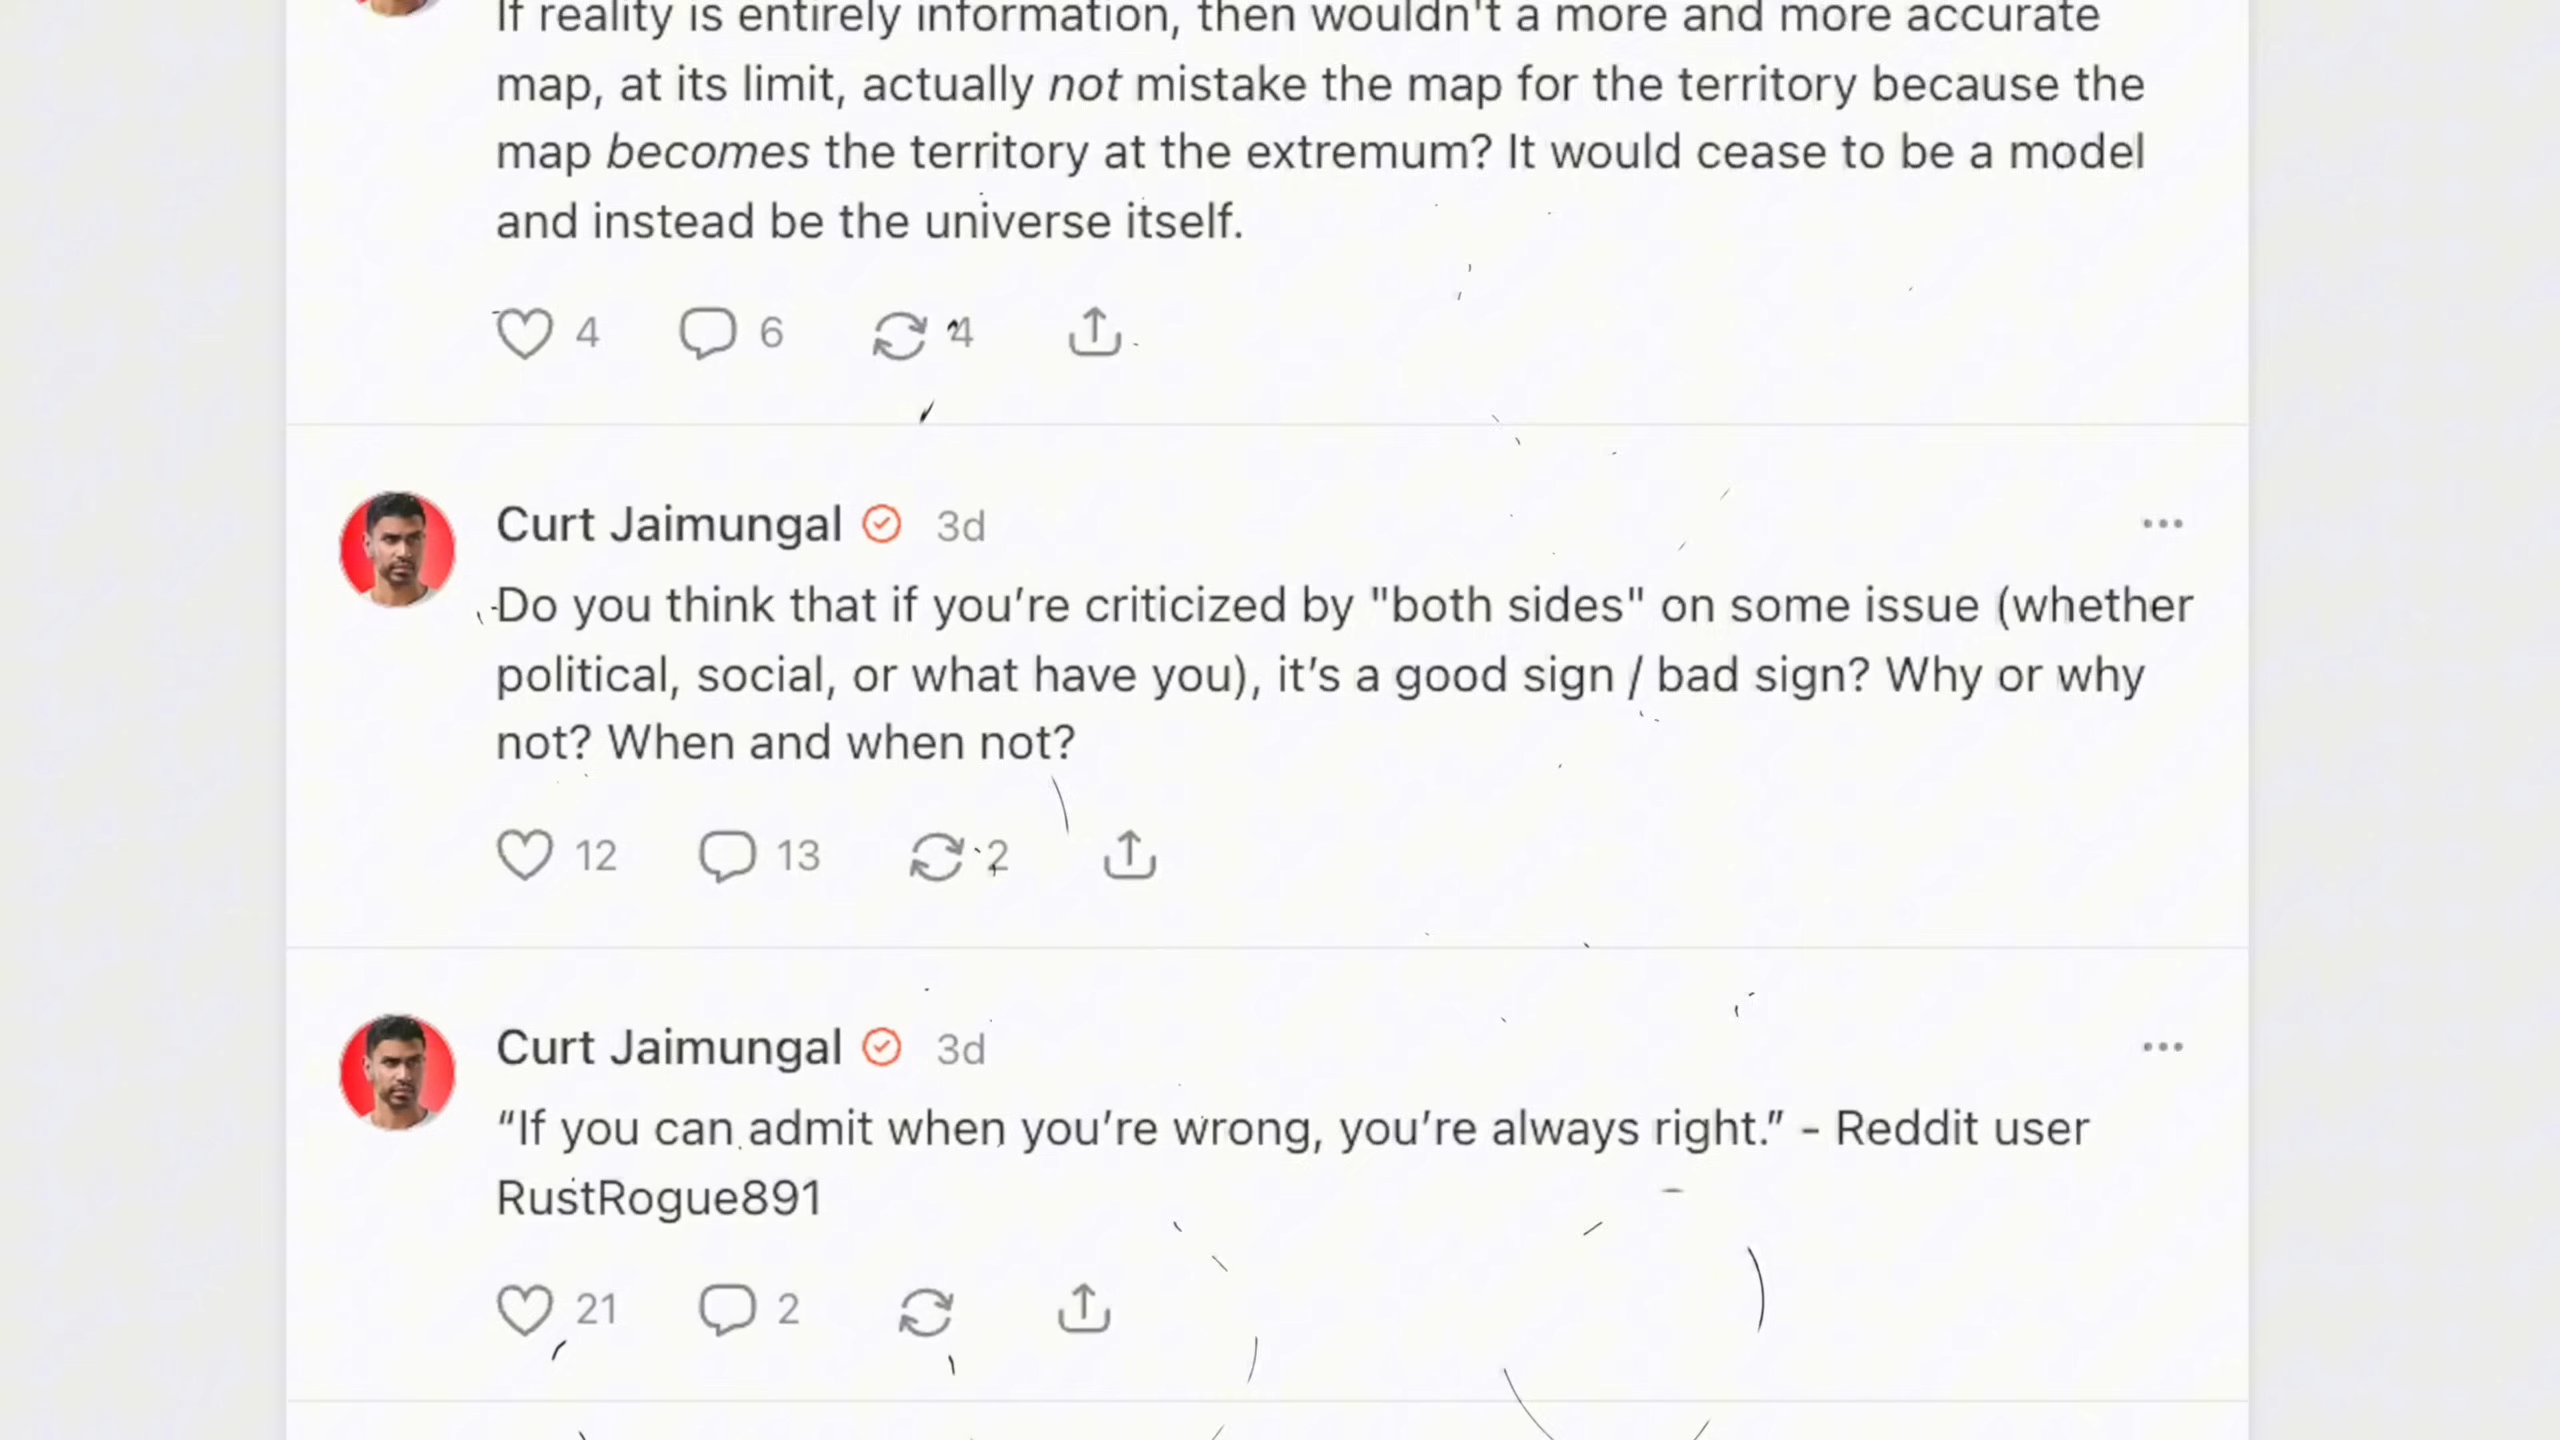 If reality is entirely information, then wouldn't a more and more accurate
map, at its limit, actually not mistake the map for the territory because the
map becomes the territory at the extremum? It would cease to be a model
and instead be the universe itself.
4 6 4
Curt Jaimungal 3d
Do you think that if you’re criticized by "both sides" on some issue (whether
political, social, or what have you), it’s a good sign / bad sign? Why or why
not? When and when not?
12 13 2
Curt Jaimungal 3d
“If you can admit when you’re wrong, you’re always right.” - Reddit user
RustRogue891
21 2